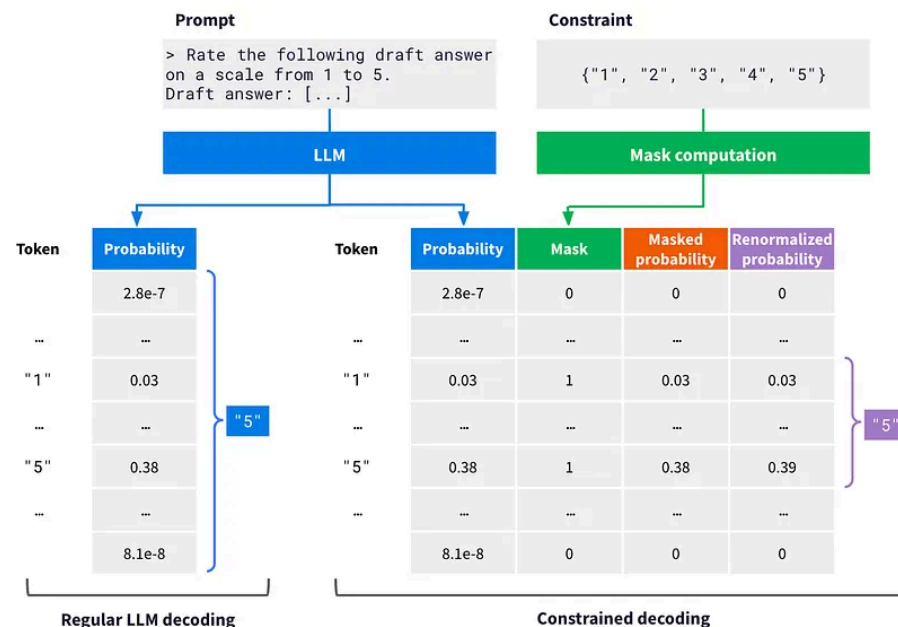 Prompt
Constraint
> Rate the following draft answer
on a scale from 1 to 5.
Draft answer: [...]
{"1", "2", "3", "4", "5"}
LLM
Mask computation
Token
Probability
Token
Probability
Mask
Masked
probability
Renormalized
probability
2.8e-7
2.8e-7 0 0 0
... ...
... ... ... ... ...
"1" 0.03
"1" 0.03 1 0.03 0.03
... ...
... ... ... ... ...
"5"
"5"
"5" 0.38
"5" 0.38 1 0.38 0.39
... ...
... ... ... ... ...
8.1e-8
8.1e-8 0 0 0
Regular LLM decoding
Constrained decoding